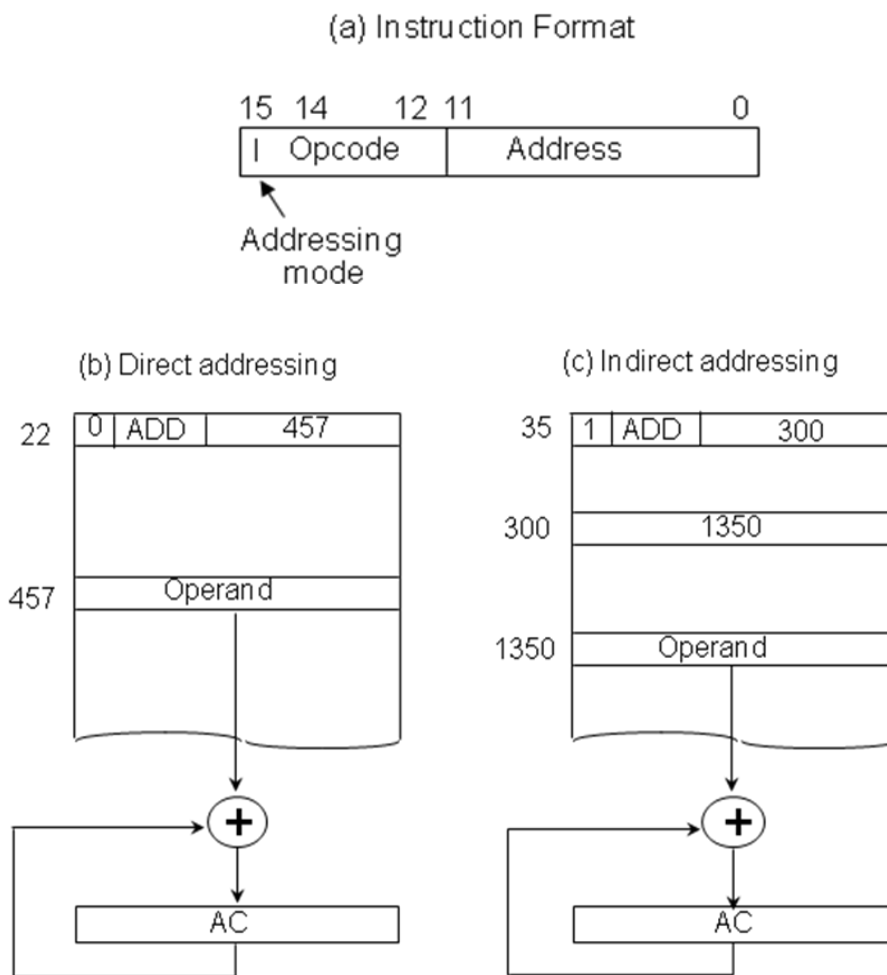 (a) Instruction Format
15 14 12 11 0
I Opcode Address
Addressing
mode
(b) Direct addressing
22 0 ADD 457
457 Operand
+
AC
(c) Indirect addressing
35 1 ADD 300
300 1350
1350 Operand
+
AC